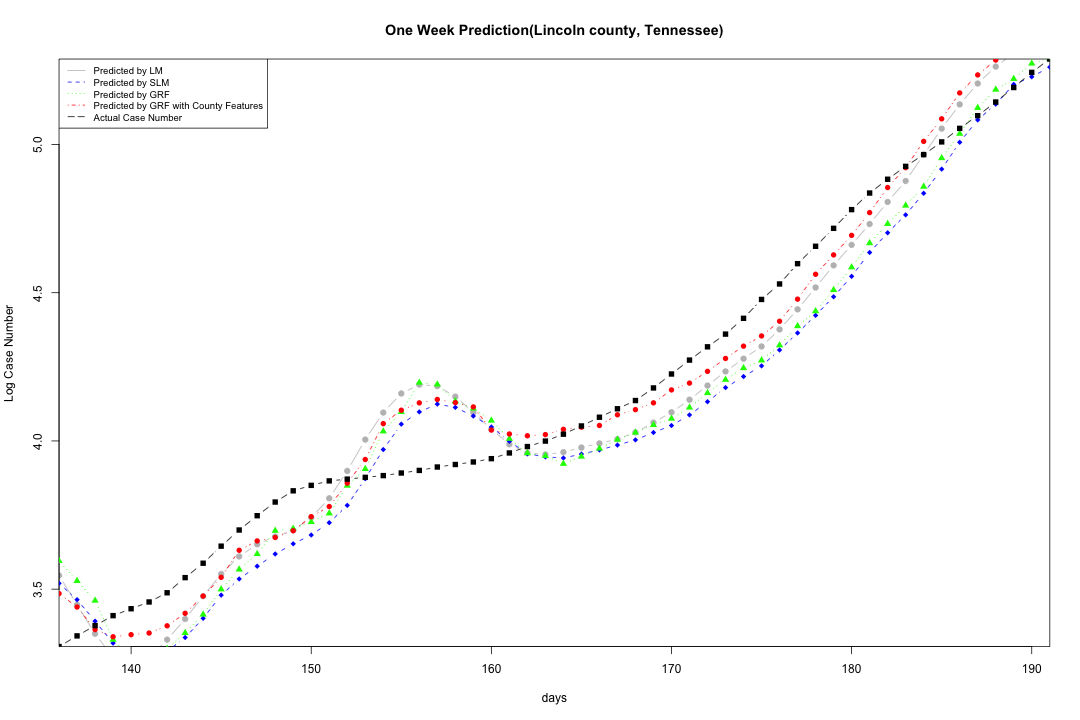 One Week Prediction(Lincoln county, Tennessee)
Predicted by LM
Predicted by SLM
Predicted by GRF
Predicted by GRF with County Features
Actual Case Number
Log Case Number
5.0
4.5
4.0
3.5
140 150 160 170 180 190
days